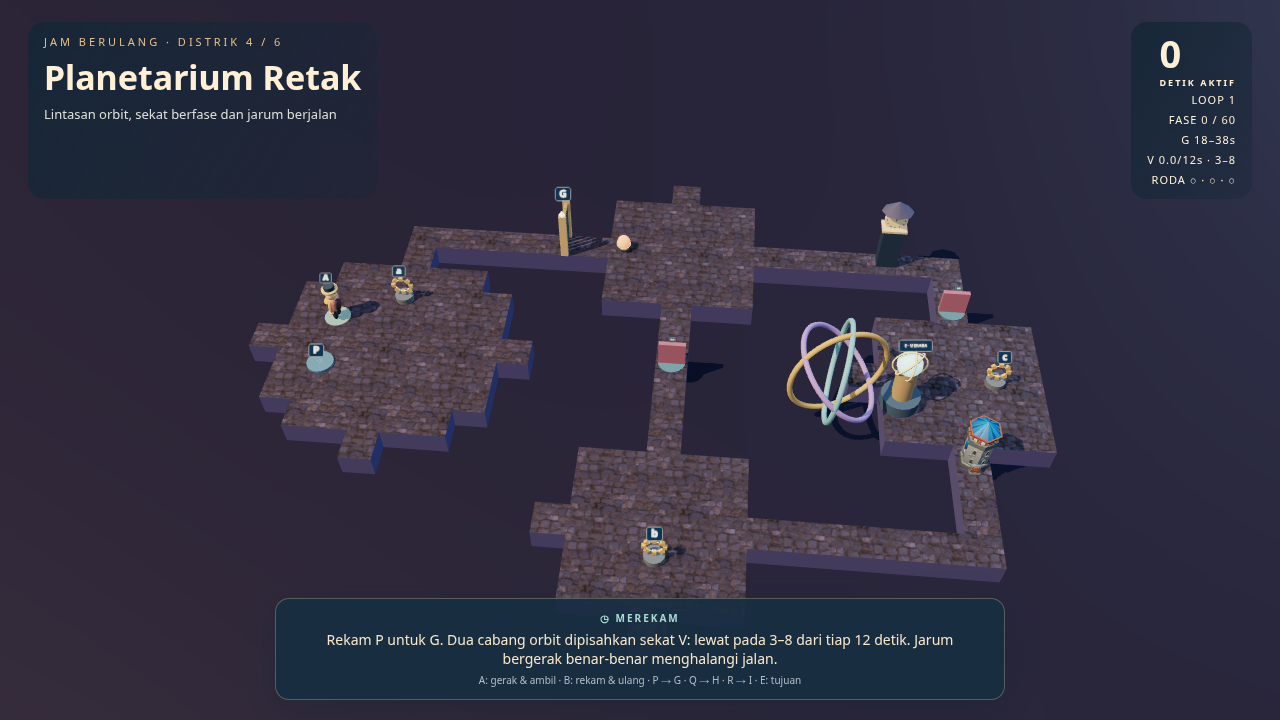 JAM BERULANG · DISTRIK 4 / 6
Planetarium Retak
Lintasan orbit, sekat berfase dan jarum berjalan
0
DETIK AKTIF
LOOP 1
FASE 0 / 60
G 18–38s
V 0.0/12s · 3–8
RODA ○ · ○ · ○
G
A
a
P
c
b
◷ MEREKAM
Rekam P untuk G. Dua cabang orbit dipisahkan sekat V: lewat pada 3–8 dari tiap 12 detik. Jarum
bergerak benar-benar menghalangi jalan.
A: gerak & ambil · B: rekam & ulang · P → G · Q → H · R → I · E: tujuan